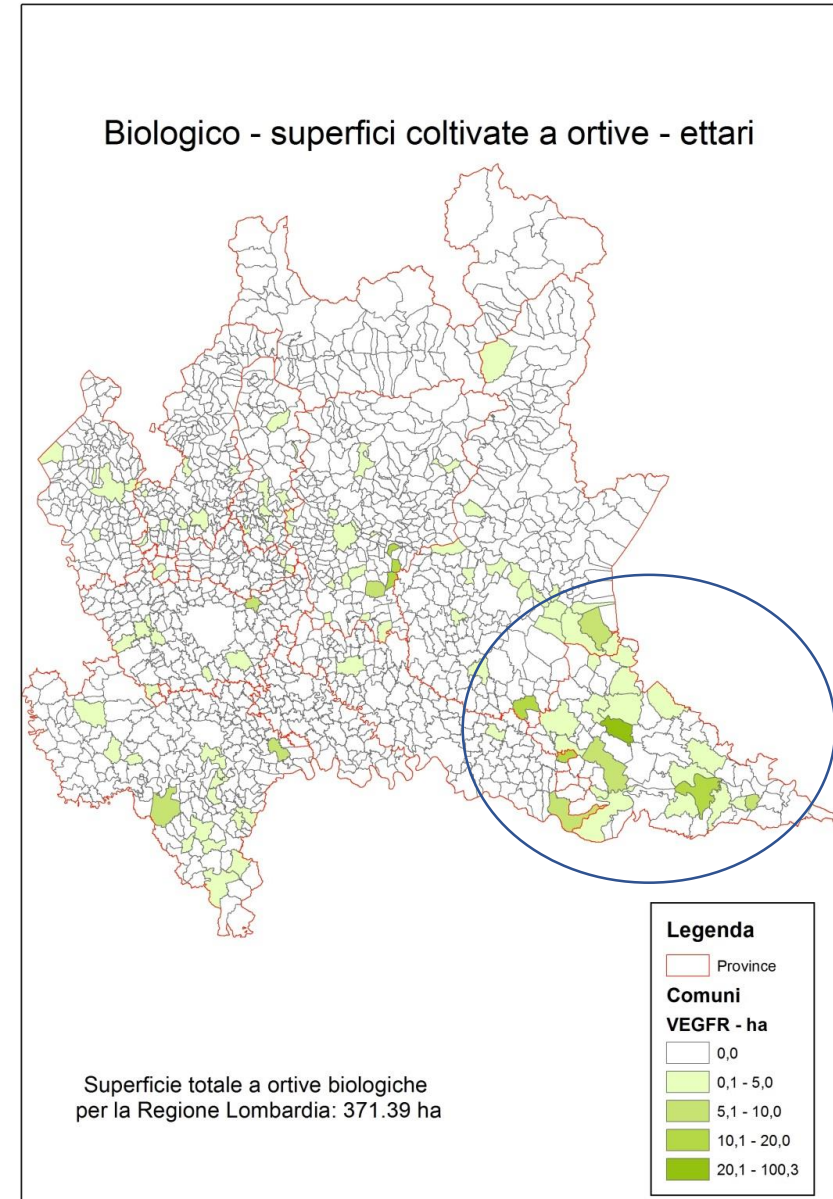 Biologico - superfici coltivate a ortive - ettari
Superficie totale a ortive biologiche
per la Regione Lombardia: 371.39 ha
Legenda
Province
Comuni
VEGFR - ha
0,0
0,1 - 5,0
5,1 - 10,0
10,1 - 20,0
20,1 - 100,3